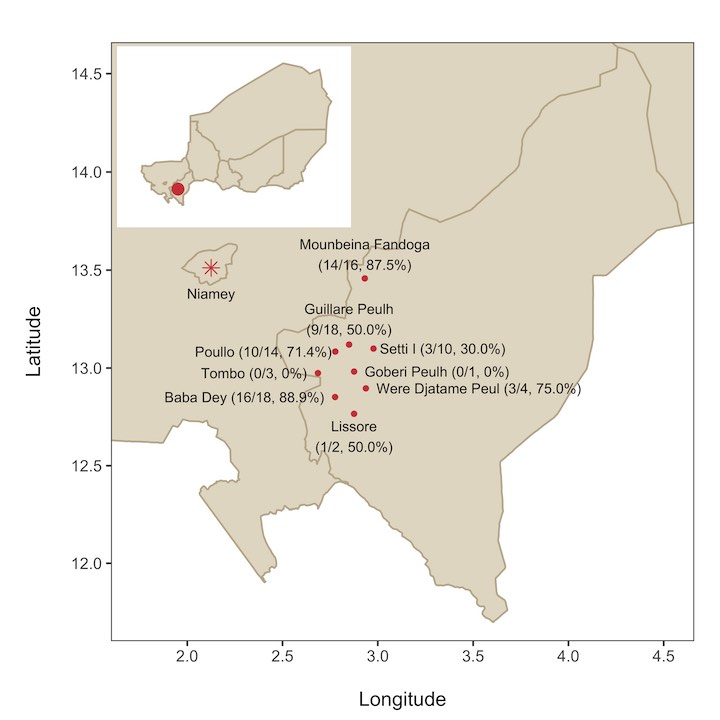 14.5
14.0
13.5
13.0
12.5
12.0
Latitude
Niamey
Mounbeina Fandoga
(14/16, 87.5%)
Guillare Peulh
(9/18, 50.0%)
Poullo (10/14, 71.4%)
Setti I (3/10, 30.0%)
Tombo (0/3, 0%)
Goberi Peulh (0/1, 0%)
Were Djatame Peul (3/4, 75.0%)
Baba Dey (16/18, 88.9%)
Lissore
(1/2, 50.0%)
2.0 2.5 3.0 3.5 4.0 4.5
Longitude